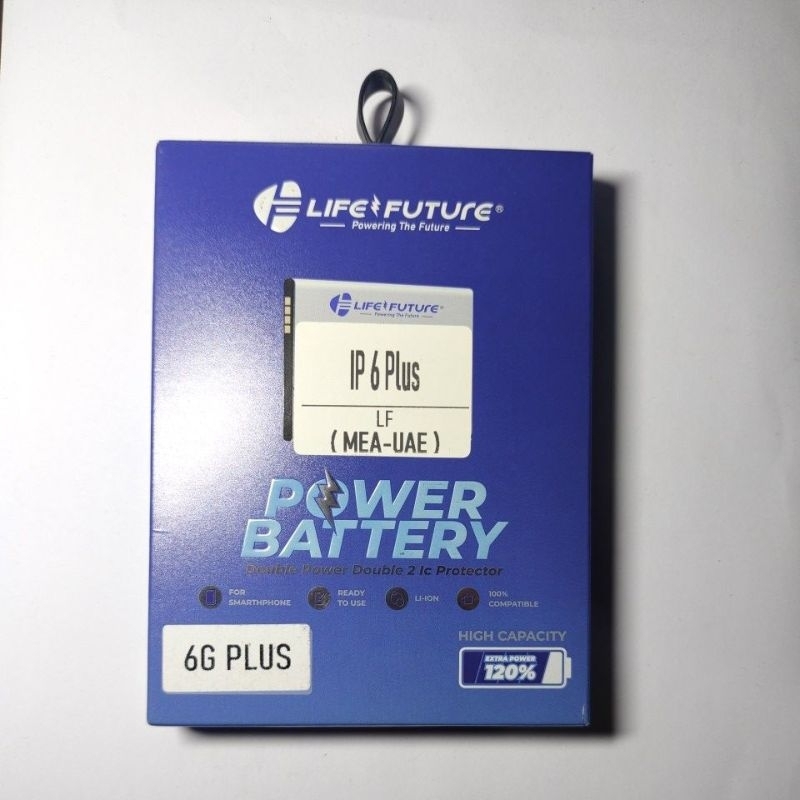 LIFE FUTURE®
Powering The Future
LIFE FUTURE®
Powering The Future
IP 6 Plus
LF
( MEA-UAE )
POWER
BATTERY
Double Power Double 2 Ic Protector
FOR
SMARTHPHONE
READY
TO USE
LI-ION
100%
COMPATIBLE
6G PLUS
HIGH CAPACITY
EXTRA POWER
120%